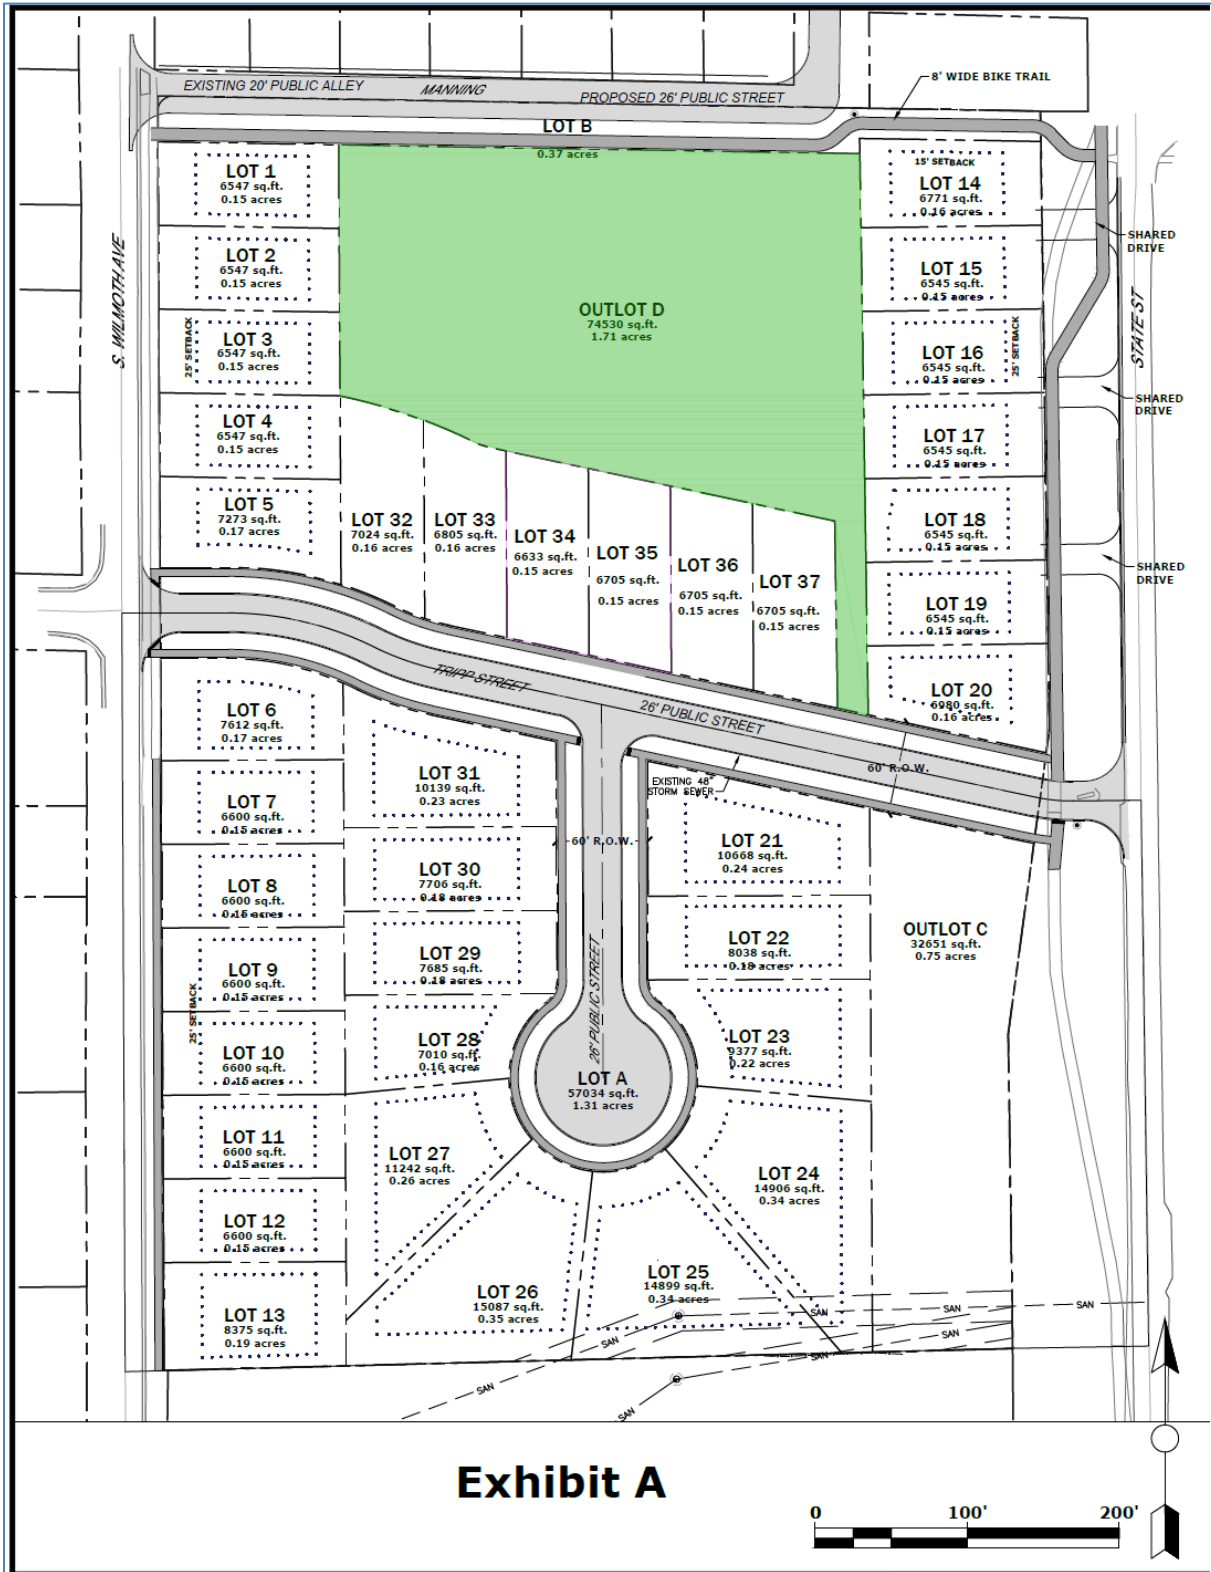 EXISTING 20' PUBLIC ALLEY
MANNING
PROPOSED 26' PUBLIC STREET
8' WIDE BIKE TRAIL
LOT B
0.37 acres
LOT 1
6547 sq.ft.
0.15 acres
15' SETBACK
LOT 14
6771 sq.ft.
0.16 acres
SHARED
DRIVE
S. WILMOTH AVE
LOT 2
6547 sq.ft.
0.15 acres
LOT 15
6545 sq.ft.
0.15 acres
OUTLOT D
74530 sq.ft.
1.71 acres
STATE ST
25' SETBACK
LOT 3
6547 sq.ft.
0.15 acres
LOT 16
6545 sq.ft.
0.15 acres
25' SETBACK
SHARED
DRIVE
LOT 4
6547 sq.ft.
0.15 acres
LOT 17
6545 sq.ft.
0.15 acres
LOT 5
7273 sq.ft.
0.17 acres
LOT 32
7024 sq.ft.
0.16 acres
LOT 33
6805 sq.ft.
0.16 acres
LOT 34
6633 sq.ft.
0.15 acres
LOT 35
6705 sq.ft.
0.15 acres
LOT 36
6705 sq.ft.
0.15 acres
LOT 37
6705 sq.ft.
0.15 acres
LOT 18
6545 sq.ft.
0.15 acres
SHARED
DRIVE
LOT 19
6545 sq.ft.
0.15 acres
TRIPP STREET
26' PUBLIC STREET
LOT 20
6980 sq.ft.
0.16 acres
LOT 6
7612 sq.ft.
0.17 acres
60' R.O.W.
EXISTING 48"
STORM SEWER
LOT 31
10139 sq.ft.
0.23 acres
LOT 7
6600 sq.ft.
0.15 acres
60' R.O.W.
LOT 21
10668 sq.ft.
0.24 acres
LOT 30
7706 sq.ft.
0.18 acres
LOT 8
6600 sq.ft.
0.15 acres
OUTLOT C
32651 sq.ft.
0.75 acres
LOT 22
8038 sq.ft.
0.18 acres
LOT 29
7685 sq.ft.
0.18 acres
LOT 9
6600 sq.ft.
0.15 acres
26' PUBLIC STREET
25' SETBACK
LOT 28
7010 sq.ft.
0.16 acres
LOT 23
9377 sq.ft.
0.22 acres
LOT 10
6600 sq.ft.
0.15 acres
LOT A
57034 sq.ft.
1.31 acres
LOT 11
6600 sq.ft.
0.15 acres
LOT 27
11242 sq.ft.
0.26 acres
LOT 24
14906 sq.ft.
0.34 acres
LOT 12
6600 sq.ft.
0.15 acres
LOT 25
14899 sq.ft.
0.34 acres
LOT 26
15087 sq.ft.
0.35 acres
LOT 13
8375 sq.ft.
0.19 acres
SAN
SAN
SAN
SAN
SAN
SAN
SAN
SAN
Exhibit A
0 100' 200'